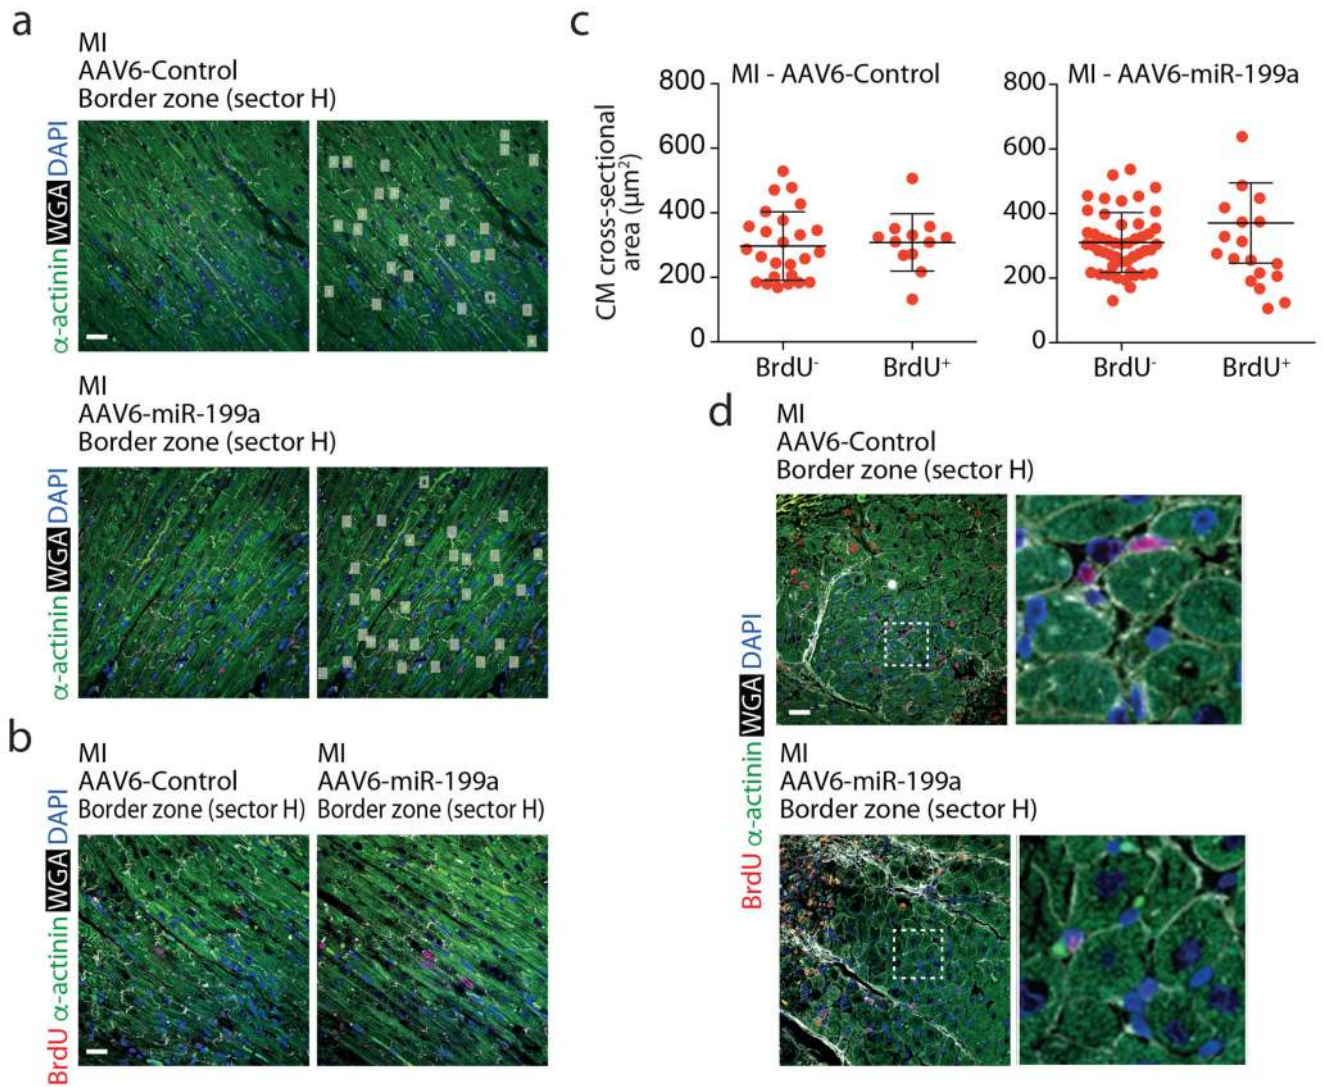 a
MI
AAV6-Control
Border zone (sector H)
α-actinin WGA DAPI
MI
AAV6-miR-199a
Border zone (sector H)
α-actinin WGA DAPI
b
MI
AAV6-Control
Border zone (sector H)
MI
AAV6-miR-199a
Border zone (sector H)
BrdU α-actinin WGA DAPI
c
MI - AAV6-Control
CM cross-sectional
area (µm²)
800
600
400
200
0
BrdU⁻
BrdU⁺
MI - AAV6-miR-199a
800
600
400
200
0
BrdU⁻
BrdU⁺
d
MI
AAV6-Control
Border zone (sector H)
BrdU α-actinin WGA DAPI
MI
AAV6-miR-199a
Border zone (sector H)